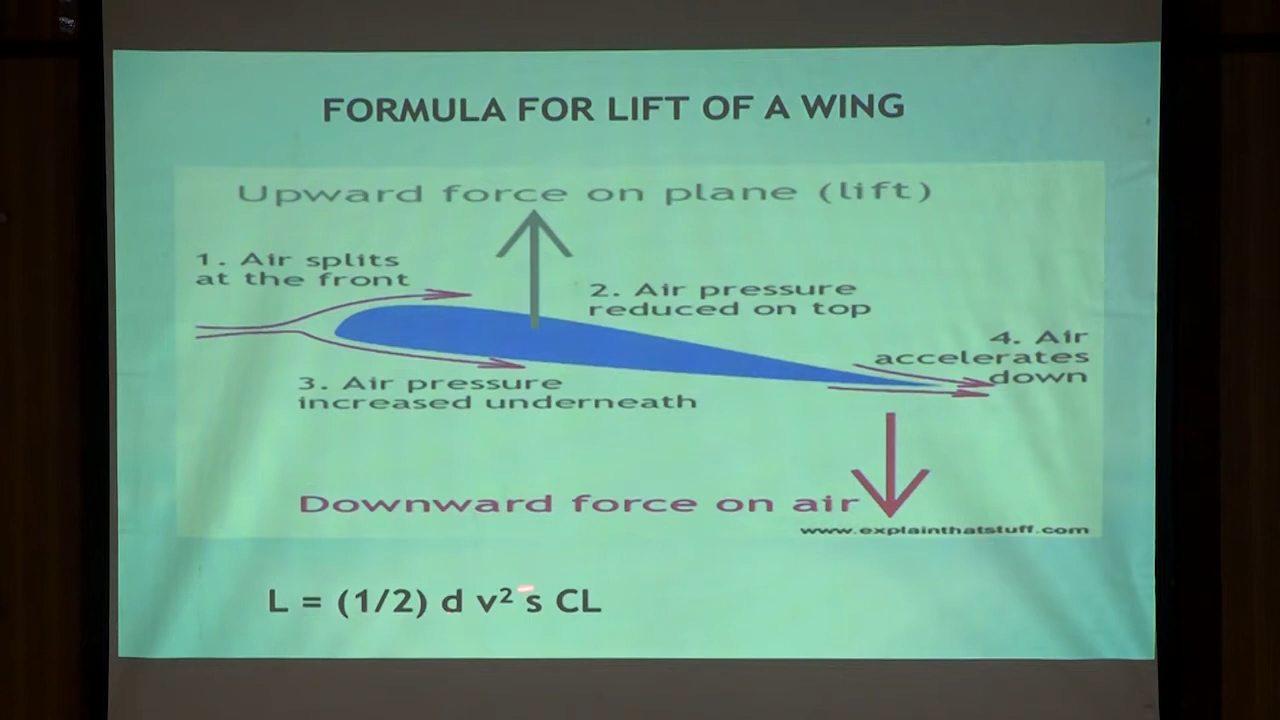 FORMULA FOR LIFT OF A WING
Upward force on plane (lift)
1. Air splits
at the front
2. Air pressure
reduced on top
3. Air pressure
increased underneath
4. Air
accelerates
down
Downward force on air
www.explainthatstuff.com
L = (1/2) d v² s CL